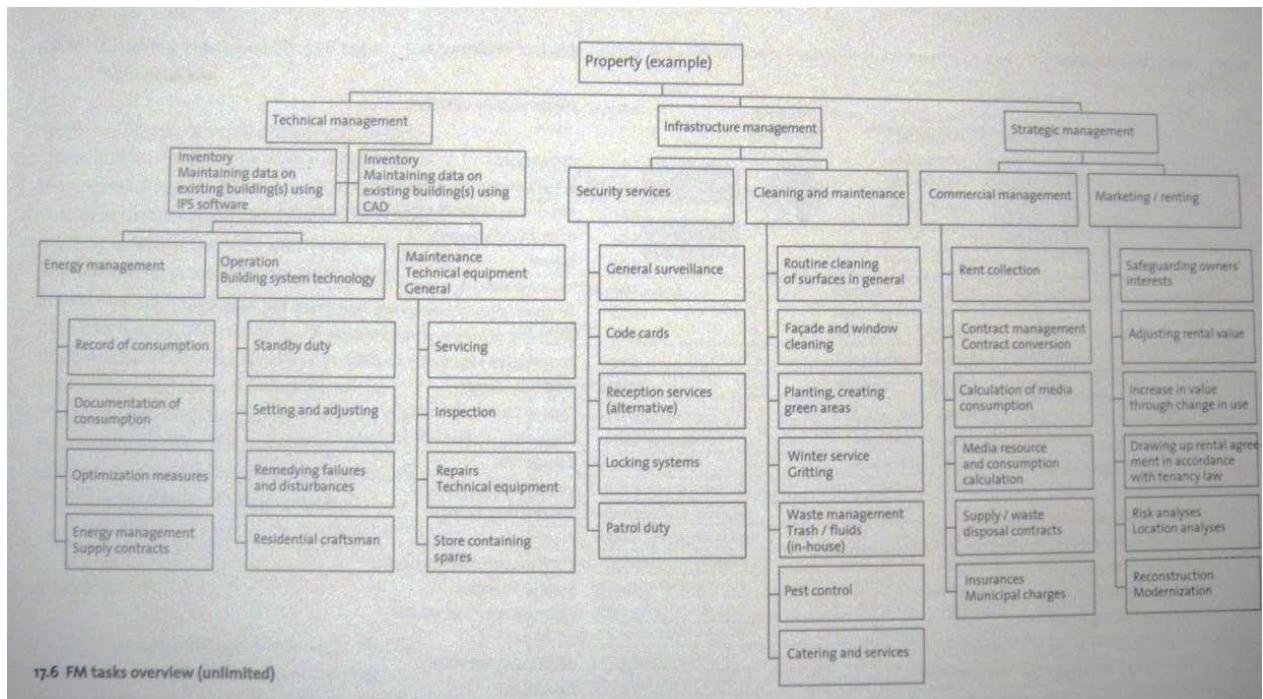 Property (example)
Technical management
Infrastructure management
Strategic management
Inventory
Maintaining data on
existing building(s) using
IPS software
Inventory
Maintaining data on
existing building(s) using
CAD
Security services
Cleaning and maintenance
Commercial management
Marketing / renting
Energy management
Operation
Building system technology
Maintenance
Technical equipment
General
Record of consumption
Documentation of
consumption
Optimization measures
Energy management
Supply contracts
Standby duty
Setting and adjusting
Remedying failures
and disturbances
Residential craftsman
Servicing
Inspection
Repairs
Technical equipment
Store containing
spares
General surveillance
Code cards
Reception services
(alternative)
Locking systems
Patrol duty
Routine cleaning
of surfaces in general
Façade and window
cleaning
Planting, creating
green areas
Winter service
Gritting
Waste management
Trash / fluids
(in-house)
Pest control
Catering and services
Rent collection
Contract management
Contract conversion
Calculation of media
consumption
Media resource
and consumption
calculation
Supply / waste
disposal contracts
Insurances
Municipal charges
Safeguarding owners'
interests
Adjusting rental value
Increase in value
through change in use
Drawing up rental agree-
ment in accordance
with tenancy law
Risk analyses
Location analyses
Reconstruction
Modernization
17.6 FM tasks overview (unlimited)